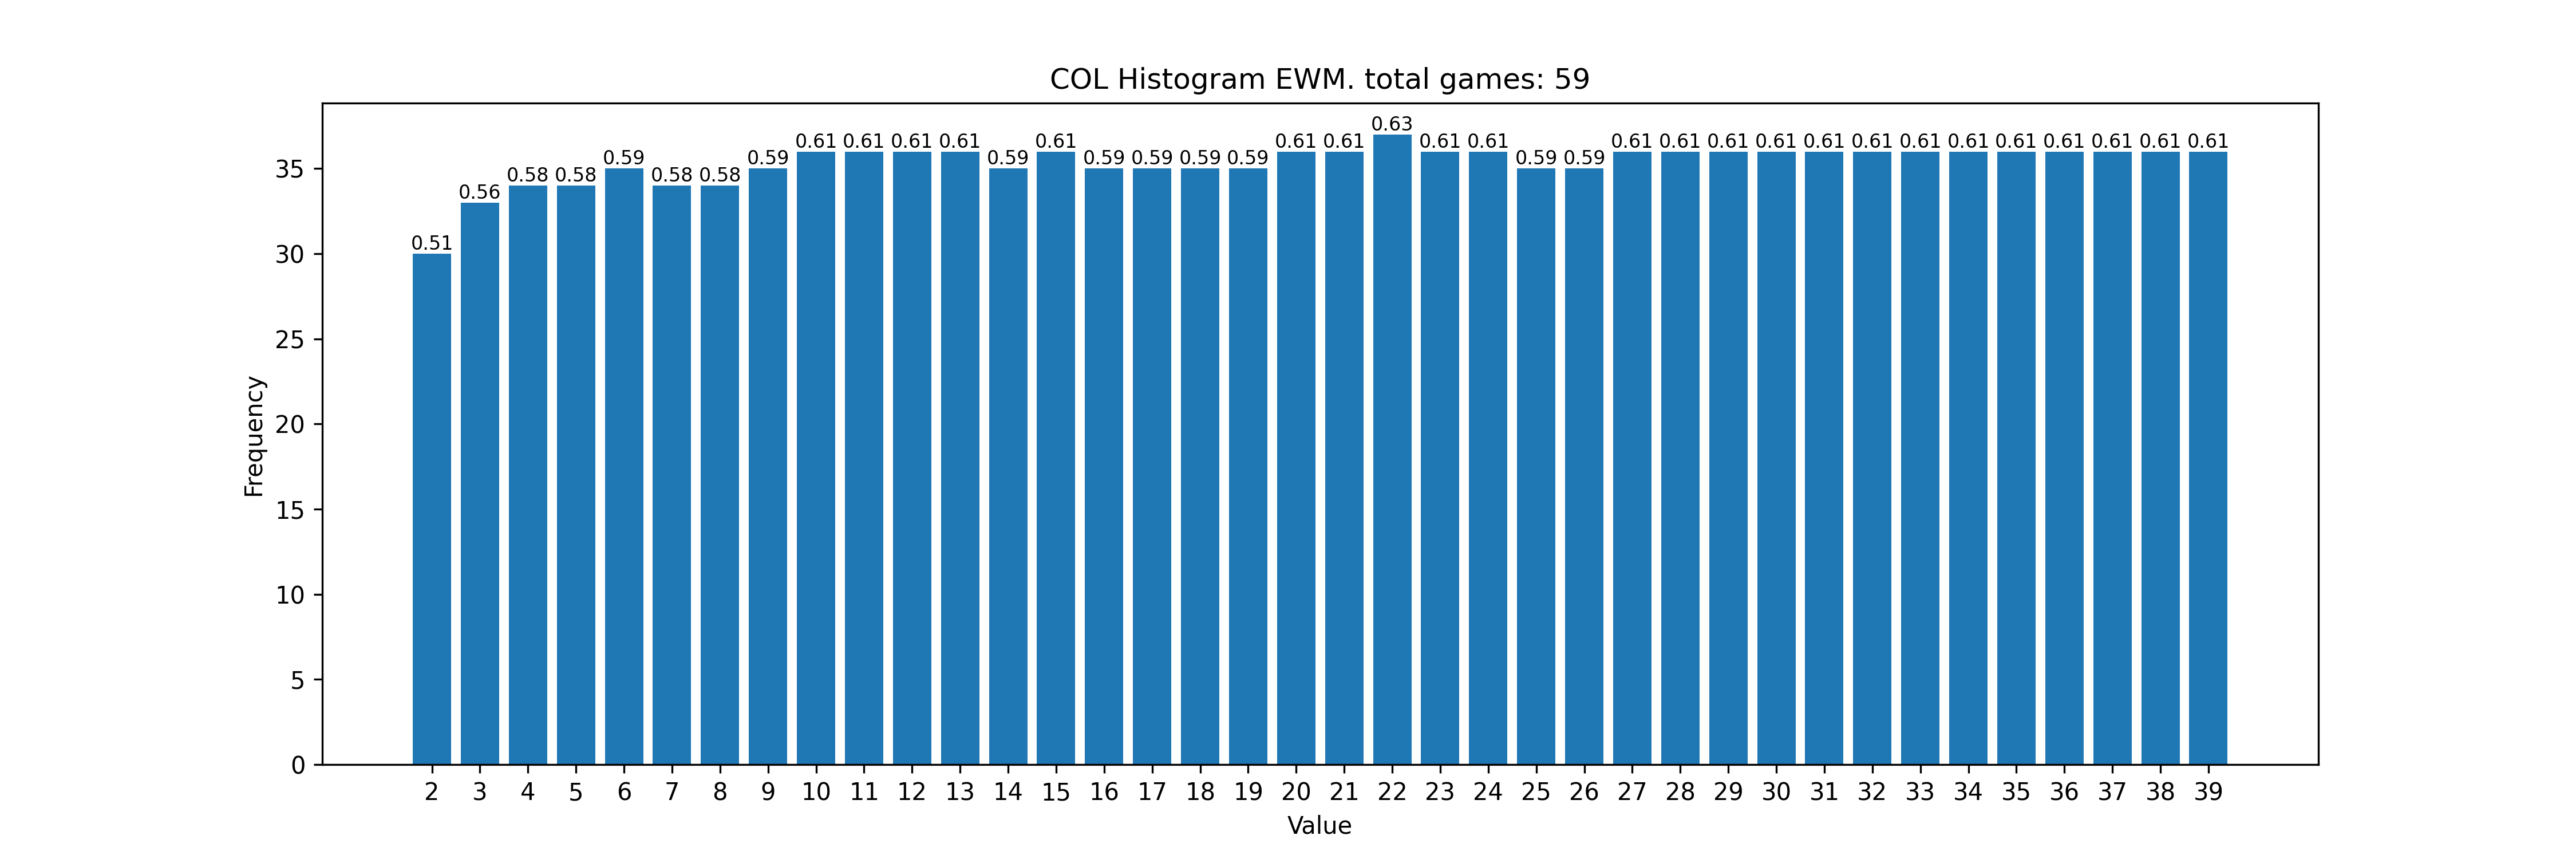 COL Histogram EWM. total games: 59
0.51 0.56 0.58 0.58 0.59 0.58 0.58 0.59 0.61 0.61 0.61 0.61 0.59 0.61 0.59 0.59 0.59 0.59 0.61 0.61 0.63 0.61 0.61 0.59 0.59 0.61 0.61 0.61 0.61 0.61 0.61 0.61 0.61 0.61 0.61 0.61 0.61 0.61
35
30
25
20
15
10
5
0
Frequency
2 3 4 5 6 7 8 9 10 11 12 13 14 15 16 17 18 19 20 21 22 23 24 25 26 27 28 29 30 31 32 33 34 35 36 37 38 39
Value